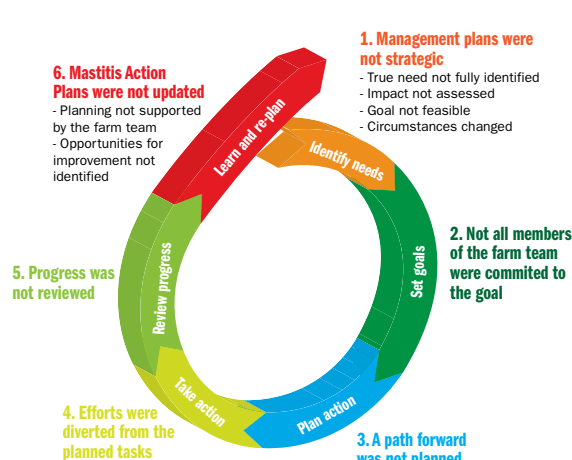 1. Management plans were
not strategic
- True need not fully identified
- Impact not assessed
- Goal not feasible
- Circumstances changed
6. Mastitis Action
Plans were not updated
- Planning not supported
by the farm team
- Opportunities for
improvement not
identified
Learn and re-plan
Identify needs
2. Not all members
of the farm team
were commited to
the goal
Set goals
5. Progress was
not reviewed
Review progress
Take action
Plan action
4. Efforts were
diverted from the
planned tasks
3. A path forward
was not planned